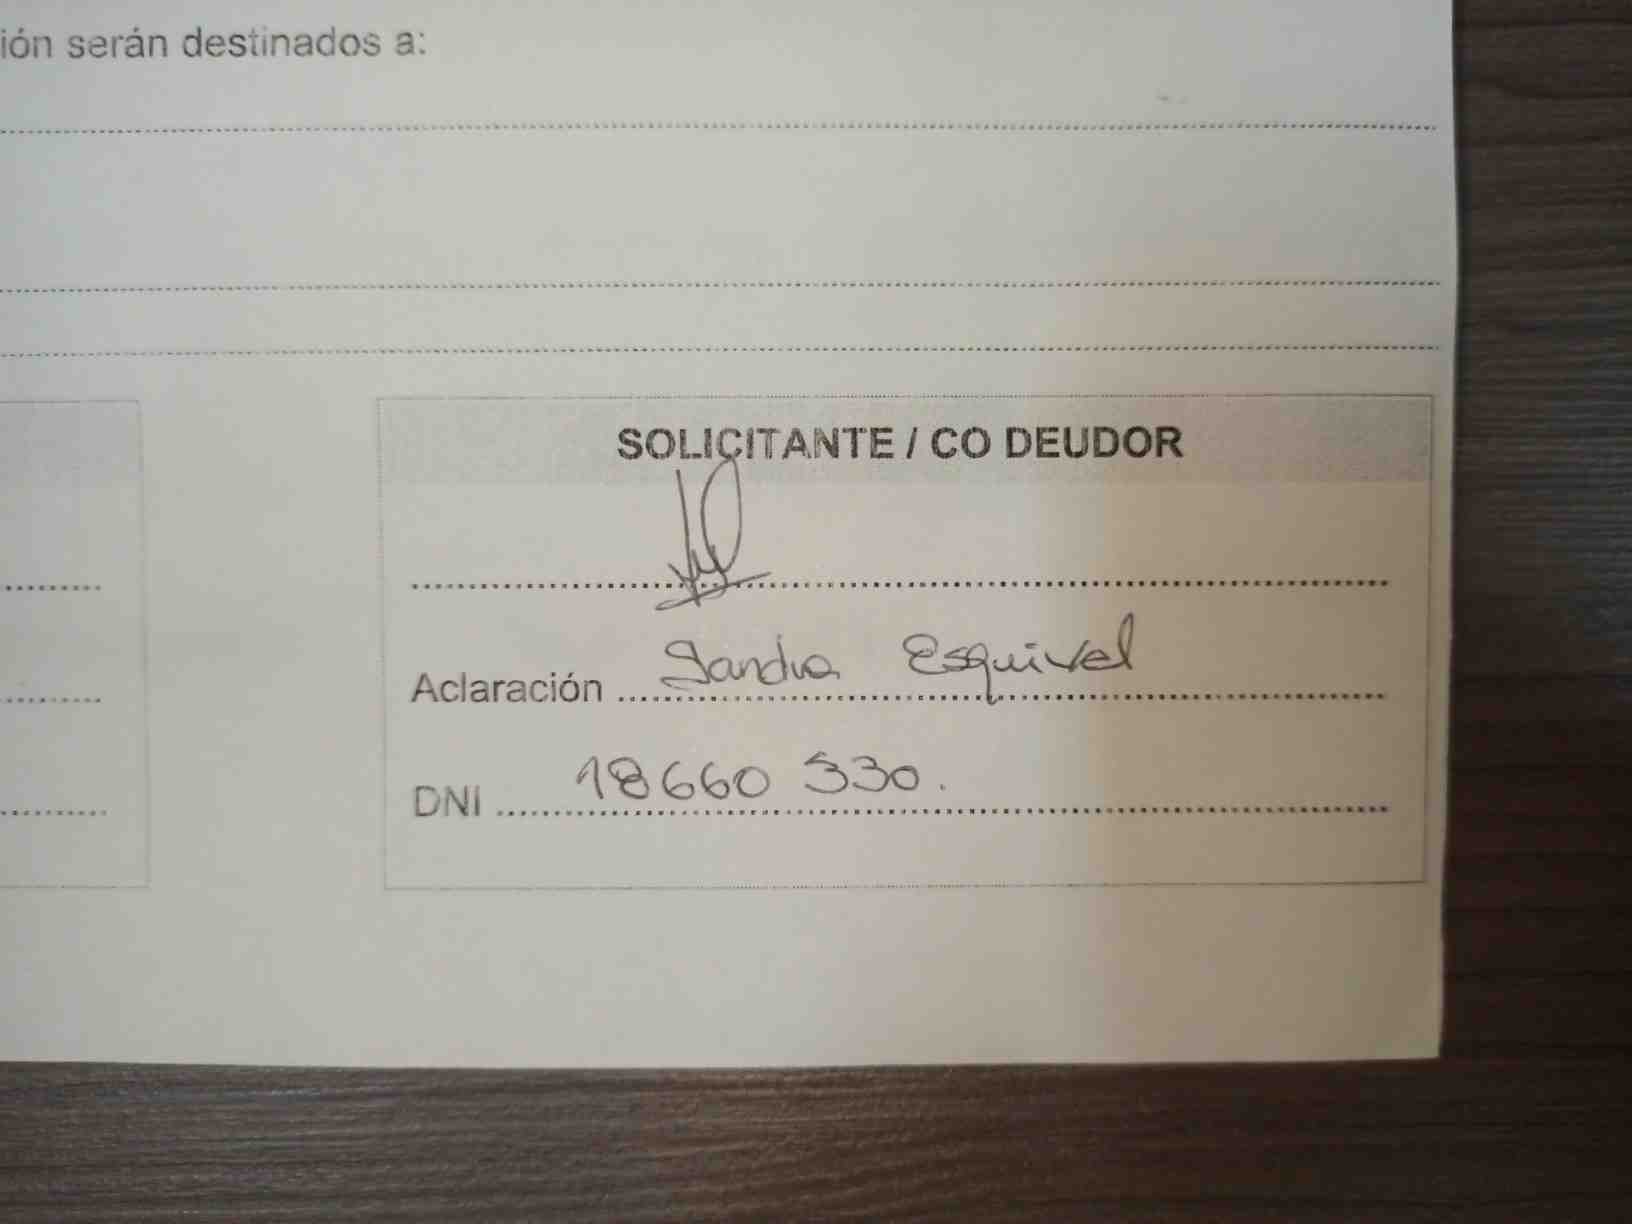 ión serán destinados a:
SOLICITANTE / CO DEUDOR
Aclaración Sandra Esquivel
DNI 18660 330.